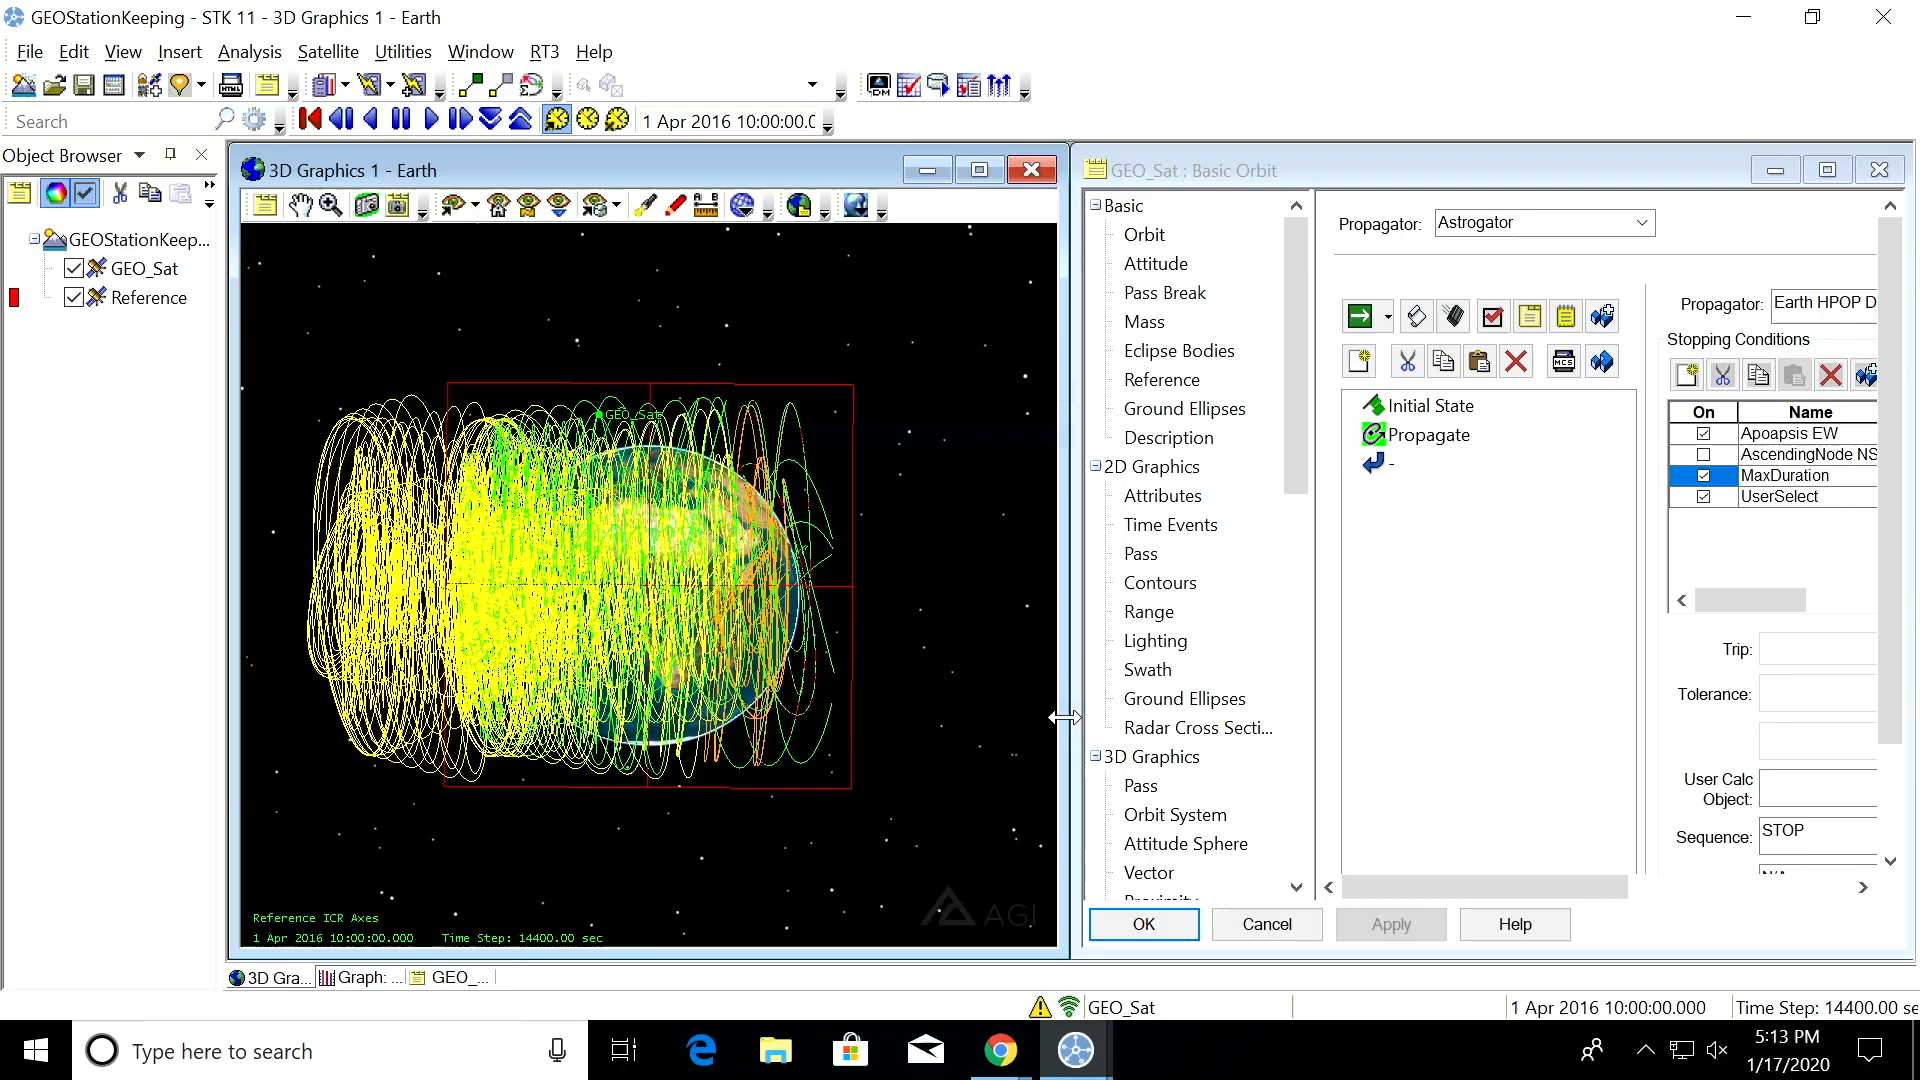 GEOStationKeeping - STK 11 - 3D Graphics 1 - Earth
File Edit View Insert Analysis Satellite Utilities Window RT3 Help
Search
1 Apr 2016 10:00:00.0
Object Browser
GEOStationKeep...
GEO_Sat
Reference
3D Graphics 1 - Earth
GEO_Sat
Reference ICR Axes
1 Apr 2016 10:00:00.000 Time Step: 14400.00 sec
AGI
GEO_Sat : Basic Orbit
Basic
Orbit
Attitude
Pass Break
Mass
Eclipse Bodies
Reference
Ground Ellipses
Description
2D Graphics
Attributes
Time Events
Pass
Contours
Range
Lighting
Swath
Ground Ellipses
Radar Cross Secti...
3D Graphics
Pass
Orbit System
Attitude Sphere
Vector
Proximity
Propagator: Astrogator
HTML
DM
MCS
Initial State
Propagate
-
Propagator: Earth HPOP D
Stopping Conditions
On Name
Apoapsis EW
AscendingNode NS
MaxDuration
UserSelect
Trip:
Tolerance:
User Calc
Object:
Sequence: STOP
OK Cancel Apply Help
3D Gra... Graph: ... GEO_...
GEO_Sat 1 Apr 2016 10:00:00.000 Time Step: 14400.00 se
Type here to search
5:13 PM
1/17/2020